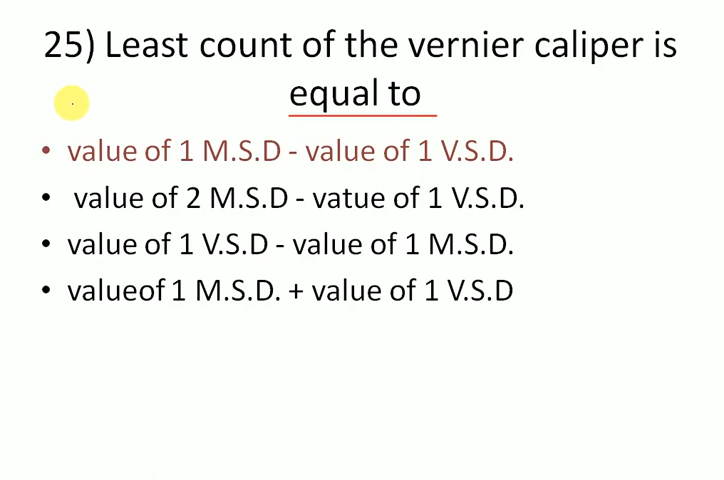 25) Least count of the vernier caliper is
equal to
• value of 1 M.S.D - value of 1 V.S.D.
• value of 2 M.S.D - vatue of 1 V.S.D.
• value of 1 V.S.D - value of 1 M.S.D.
• valueof 1 M.S.D. + value of 1 V.S.D